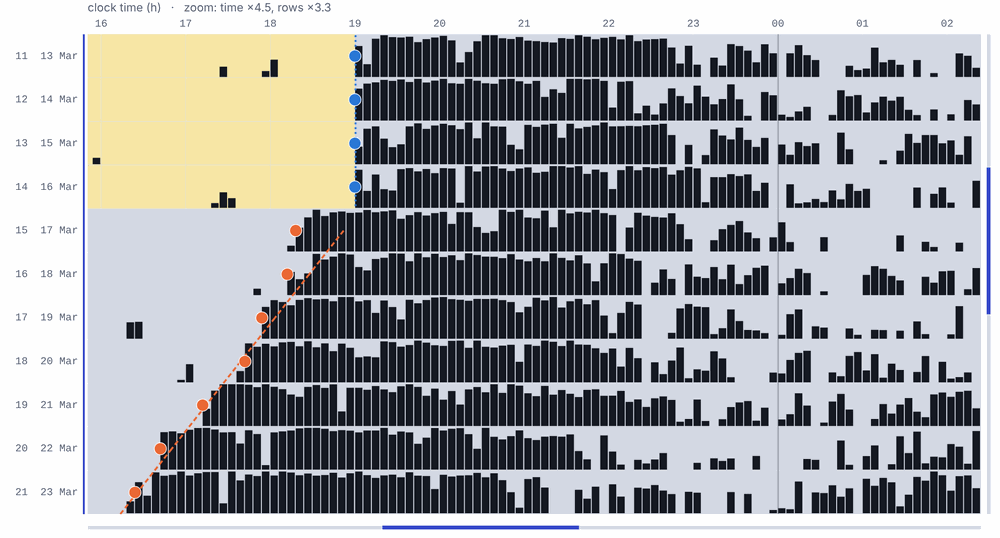 clock time (h) · zoom: time ×4.5, rows ×3.3
16 17 18 19 20 21 22 23 00 01 02
11 13 Mar
12 14 Mar
13 15 Mar
14 16 Mar
15 17 Mar
16 18 Mar
17 19 Mar
18 20 Mar
19 21 Mar
20 22 Mar
21 23 Mar